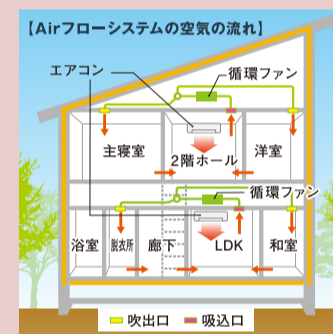 【Airフローシステムの空気の流れ】
エアコン
循環ファン
主寝室
2階ホール
洋室
循環ファン
浴室
脱衣所
廊下
LDK
和室
吹出口
吸込口